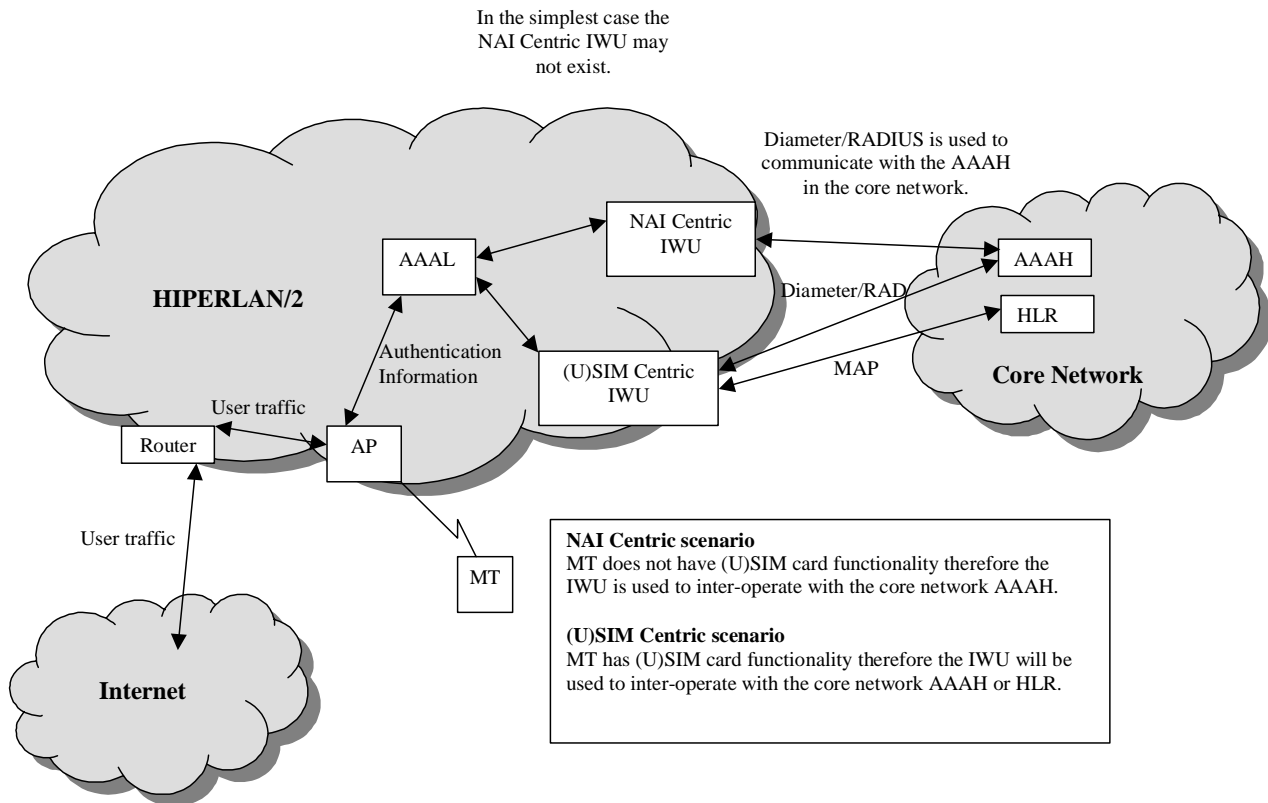 In the simplest case the
NAI Centric IWU may
not exist.
Diameter/RADIUS is used to
communicate with the AAAH
in the core network.
NAI Centric
IWU
AAAL
AAAH
HIPERLAN/2
Diameter/RAD
HLR
Authentication
Information
(U)SIM Centric
IWU
MAP
Core Network
User traffic
Router
AP
User traffic
MT
NAI Centric scenario
MT does not have (U)SIM card functionality therefore the
IWU is used to inter-operate with the core network AAAH.
(U)SIM Centric scenario
MT has (U)SIM card functionality therefore the IWU will be
used to inter-operate with the core network AAAH or HLR.
Internet